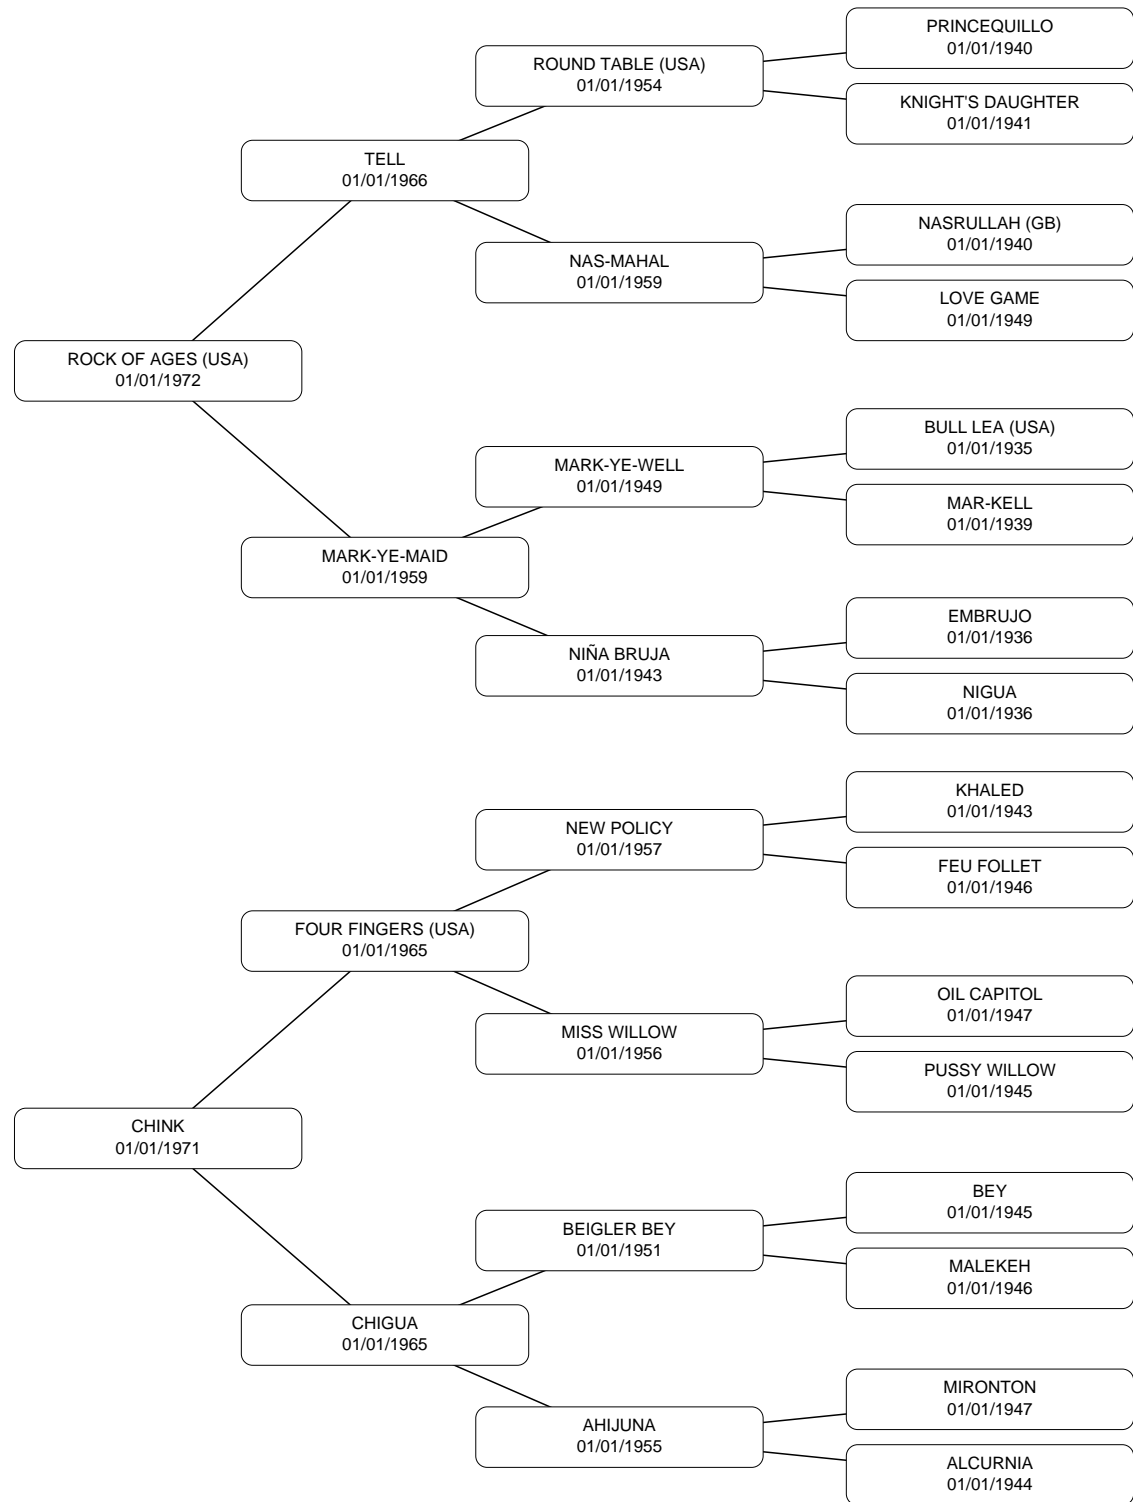 PRINCEQUILLO
01/01/1940
ROUND TABLE (USA)
01/01/1954
KNIGHT'S DAUGHTER
01/01/1941
TELL
01/01/1966
NASRULLAH (GB)
01/01/1940
NAS-MAHAL
01/01/1959
LOVE GAME
01/01/1949
ROCK OF AGES (USA)
01/01/1972
BULL LEA (USA)
01/01/1935
MARK-YE-WELL
01/01/1949
MAR-KELL
01/01/1939
MARK-YE-MAID
01/01/1959
EMBRUJO
01/01/1936
NIÑA BRUJA
01/01/1943
NIGUA
01/01/1936
KHALED
01/01/1943
NEW POLICY
01/01/1957
FEU FOLLET
01/01/1946
FOUR FINGERS (USA)
01/01/1965
OIL CAPITOL
01/01/1947
MISS WILLOW
01/01/1956
PUSSY WILLOW
01/01/1945
CHINK
01/01/1971
BEY
01/01/1945
BEIGLER BEY
01/01/1951
MALEKEH
01/01/1946
CHIGUA
01/01/1965
MIRONTON
01/01/1947
AHIJUNA
01/01/1955
ALCURNIA
01/01/1944